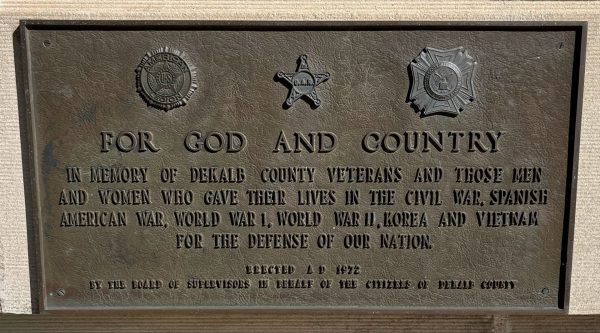 AMERICAN
U.S.
LEGION
G.A.R.
FOR GOD AND COUNTRY
IN MEMORY OF DEKALB COUNTY VETERANS AND THOSE MEN
AND WOMEN WHO GAVE THEIR LIVES IN THE CIVIL WAR, SPANISH
AMERICAN WAR, WORLD WAR I, WORLD WAR II, KOREA AND VIETNAM
FOR THE DEFENSE OF OUR NATION.
ERECTED A D 1972
BY THE BOARD OF SUPERVISORS IN BEHALF OF THE CITIZENS OF DEKALB COUNTY